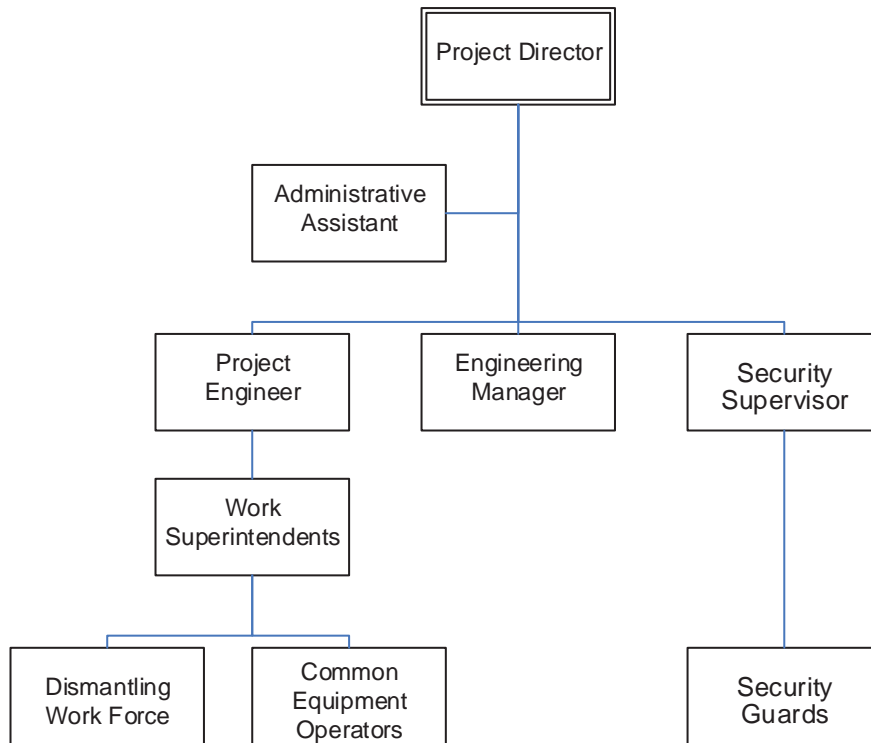 Project Director
Administrative
Assistant
Project
Engineer
Engineering
Manager
Security
Supervisor
Work
Superintendents
Dismantling
Work Force
Common
Equipment
Operators
Security
Guards